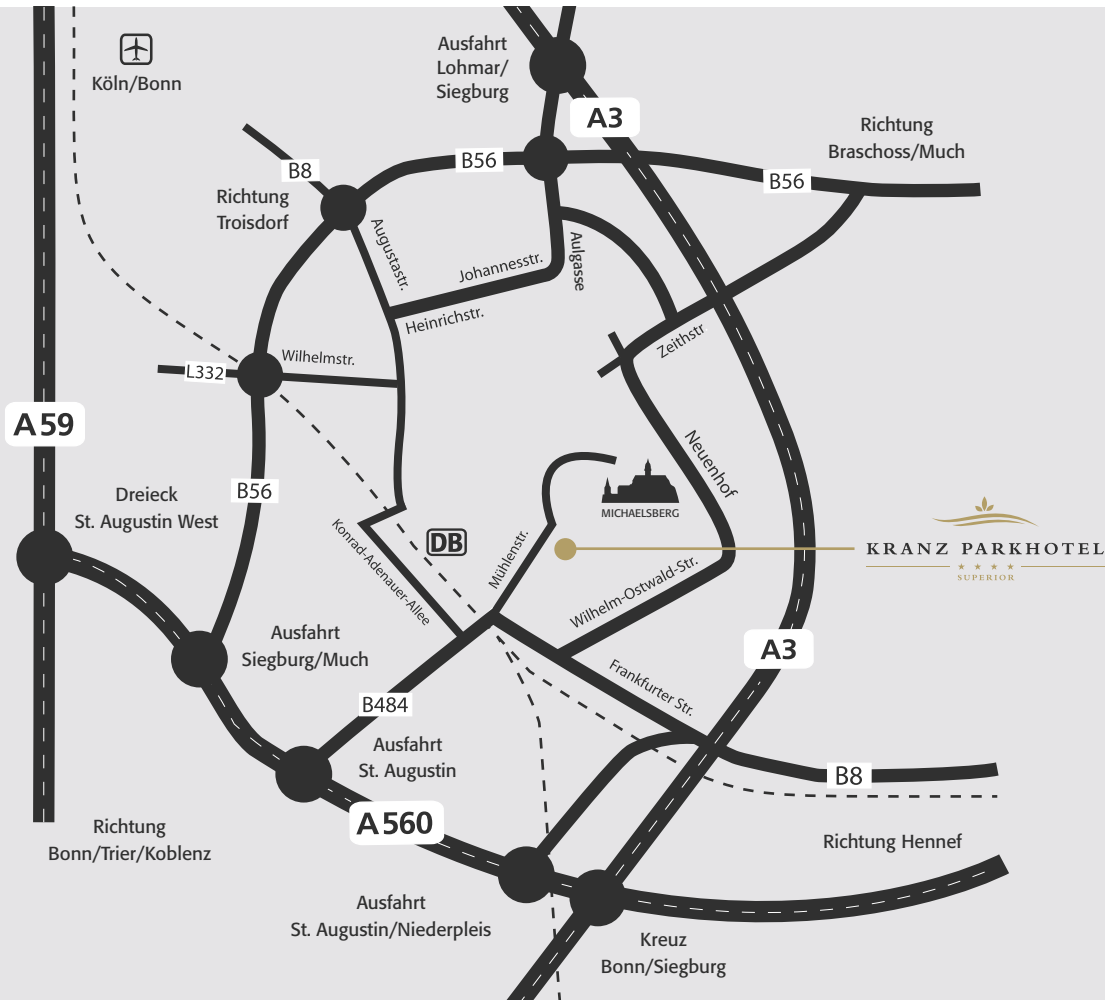 Köln/Bonn
Ausfahrt
Lohmar/
Siegburg
A3
Richtung
Braschoss/Much
B8
B56
B56
Richtung
Troisdorf
Augustastr.
Johannesstr.
Aulgasse
Heinrichstr.
Zeithstr
Wilhelmstr.
L332
A59
Neuenhof
B56
Dreieck
St. Augustin West
MICHAELSBERG
Konrad-Adenauer-Allee
DB
Mühlenstr.
KRANZ PARKHOTEL
SUPERIOR
Wilhelm-Ostwald-Str.
Ausfahrt
Siegburg/Much
A3
Frankfurter Str.
B484
Ausfahrt
St. Augustin
B8
A560
Richtung
Bonn/Trier/Koblenz
Richtung Hennef
Ausfahrt
St. Augustin/Niederpleis
Kreuz
Bonn/Siegburg